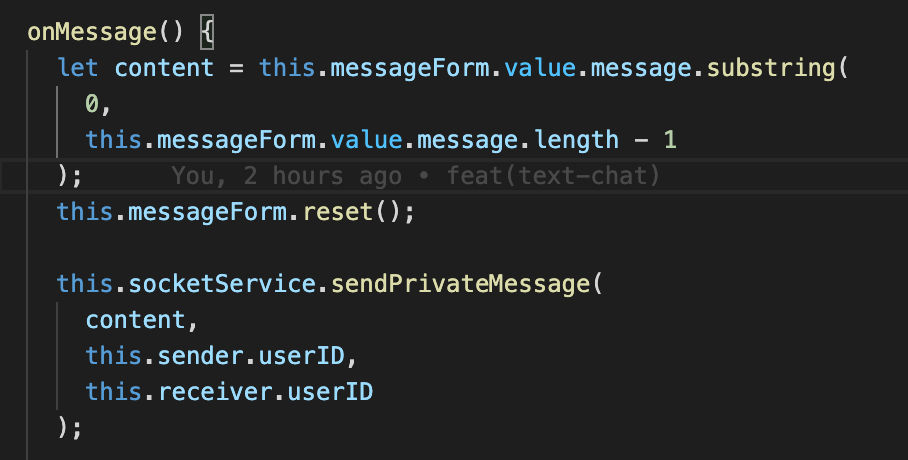 onMessage() {
let content = this.messageForm.value.message.substring(
0,
this.messageForm.value.message.length - 1
); You, 2 hours ago • feat(text-chat)
this.messageForm.reset();
this.socketService.sendPrivateMessage(
content,
this.sender.userID,
this.receiver.userID
);